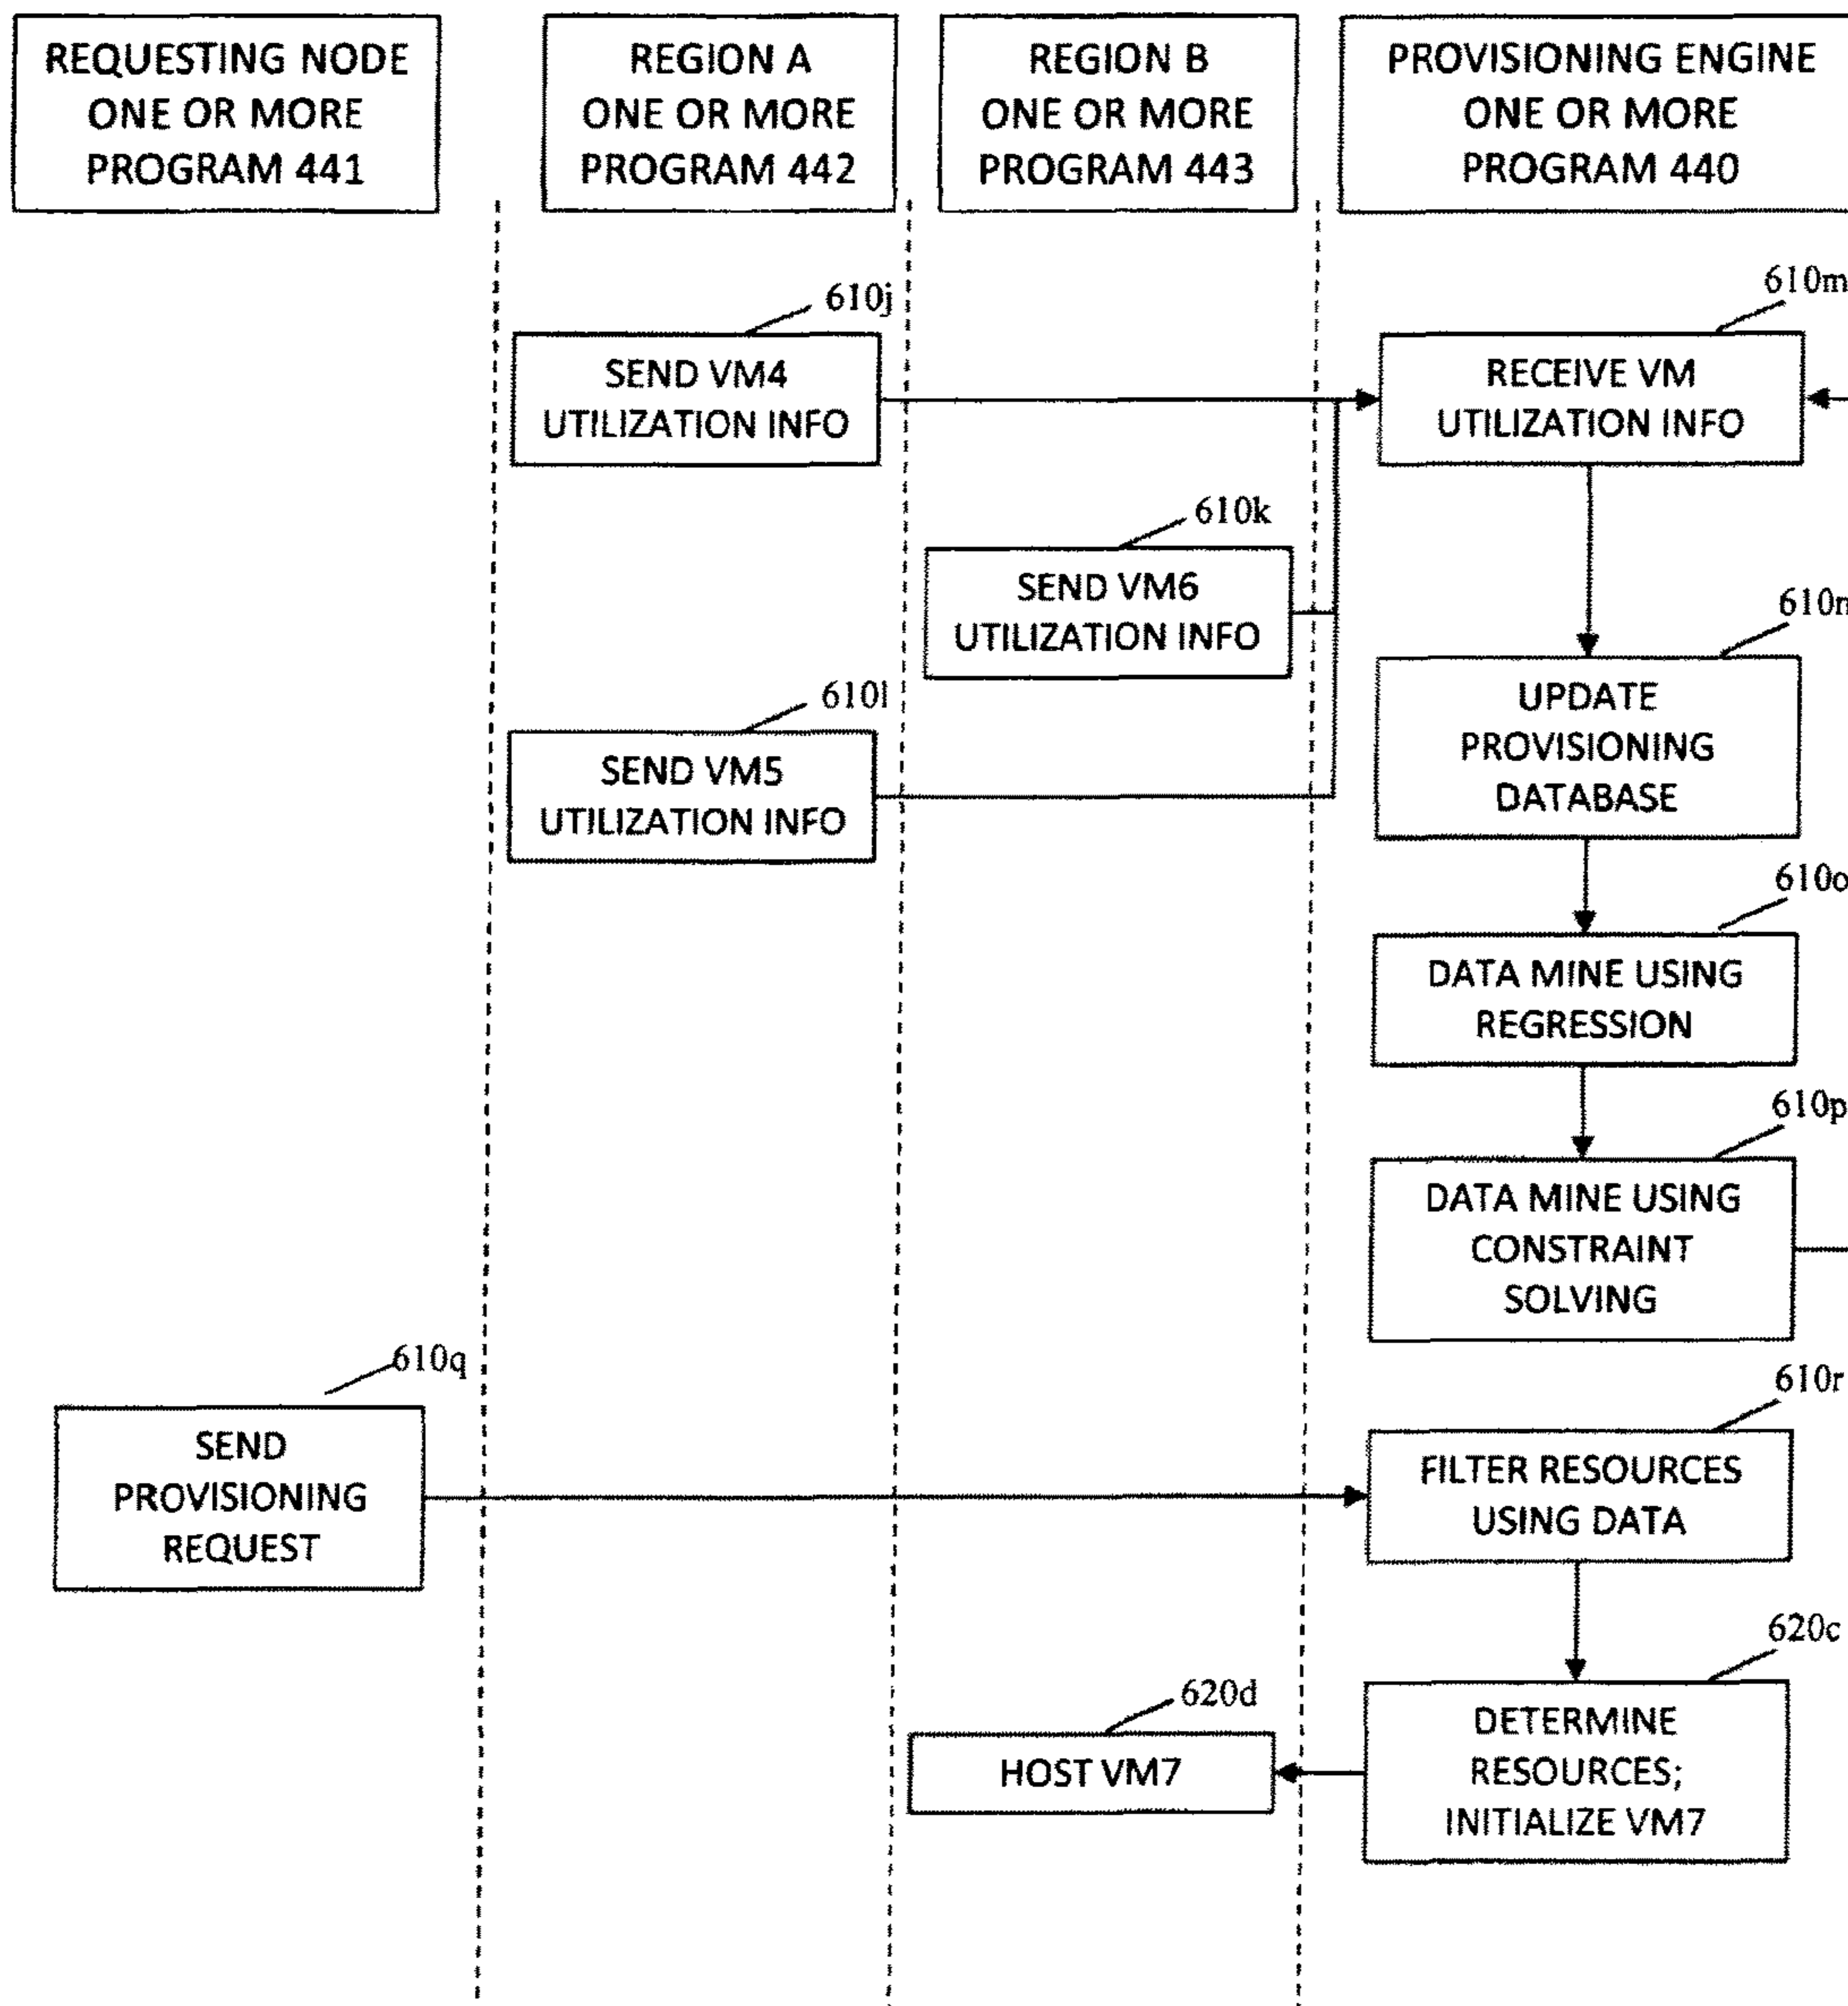 REQUESTING NODE
ONE OR MORE
PROGRAM 441
REGION A
ONE OR MORE
PROGRAM 442
REGION B
ONE OR MORE
PROGRAM 443
PROVISIONING ENGINE
ONE OR MORE
PROGRAM 440
610j
SEND VM4
UTILIZATION INFO
610m
RECEIVE VM
UTILIZATION INFO
610k
SEND VM6
UTILIZATION INFO
610n
UPDATE
PROVISIONING
DATABASE
610l
SEND VM5
UTILIZATION INFO
610o
DATA MINE USING
REGRESSION
610p
DATA MINE USING
CONSTRAINT
SOLVING
610q
SEND
PROVISIONING
REQUEST
610r
FILTER RESOURCES
USING DATA
620c
DETERMINE
RESOURCES;
INITIALIZE VM7
620d
HOST VM7